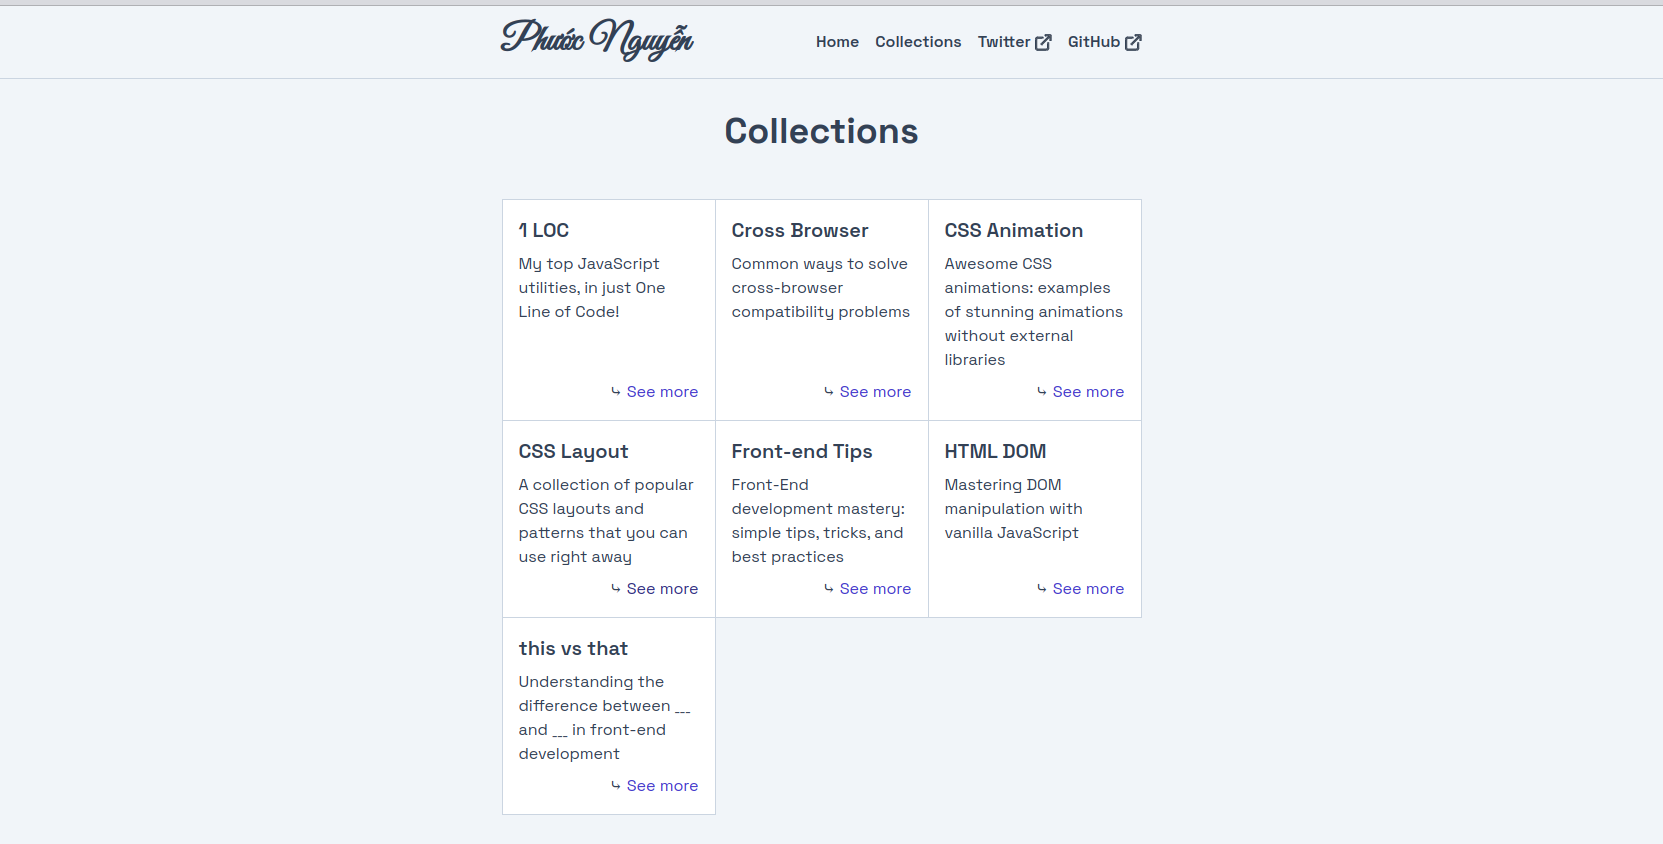 Phước Nguyễn
Home Collections Twitter GitHub
Collections
1 LOC
My top JavaScript
utilities, in just One
Line of Code!
⤷ See more
Cross Browser
Common ways to solve
cross-browser
compatibility problems
⤷ See more
CSS Animation
Awesome CSS
animations: examples
of stunning animations
without external
libraries
⤷ See more
CSS Layout
A collection of popular
CSS layouts and
patterns that you can
use right away
⤷ See more
Front-end Tips
Front-End
development mastery:
simple tips, tricks, and
best practices
⤷ See more
HTML DOM
Mastering DOM
manipulation with
vanilla JavaScript
⤷ See more
this vs that
Understanding the
difference between ___
and ___ in front-end
development
⤷ See more